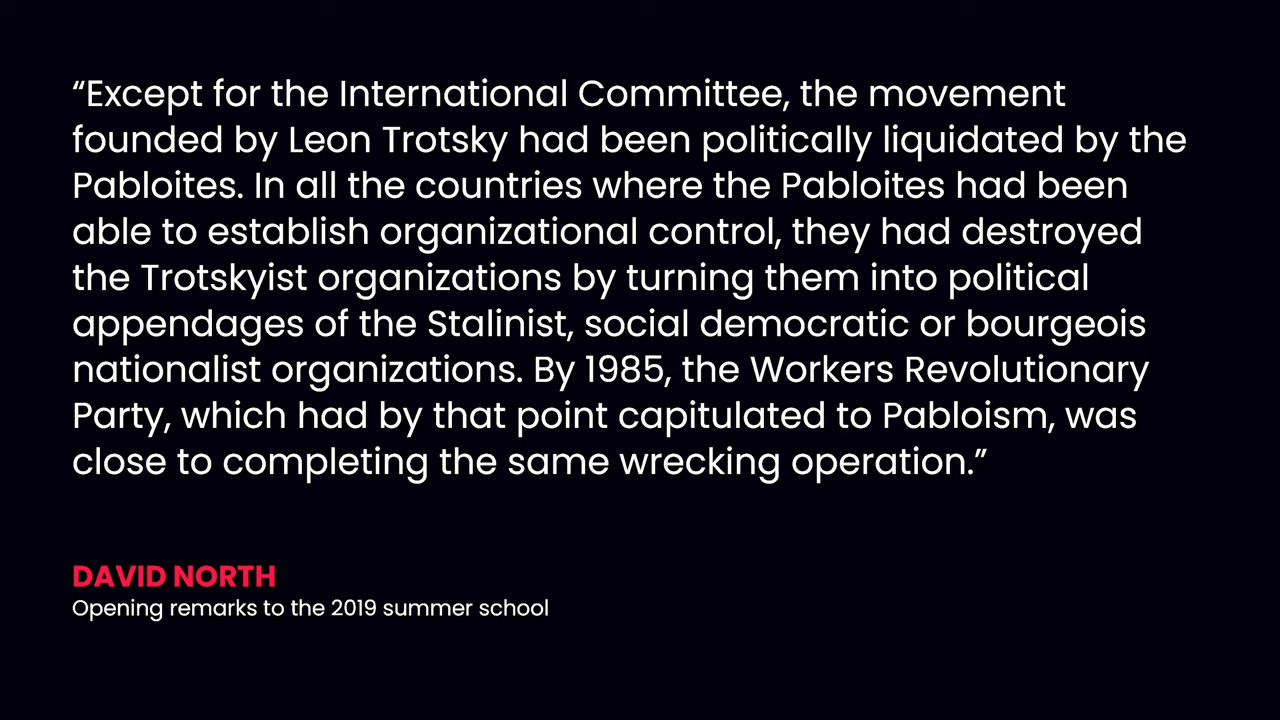 “Except for the International Committee, the movement
founded by Leon Trotsky had been politically liquidated by the
Pabloites. In all the countries where the Pabloites had been
able to establish organizational control, they had destroyed
the Trotskyist organizations by turning them into political
appendages of the Stalinist, social democratic or bourgeois
nationalist organizations. By 1985, the Workers Revolutionary
Party, which had by that point capitulated to Pabloism, was
close to completing the same wrecking operation.”
DAVID NORTH
Opening remarks to the 2019 summer school